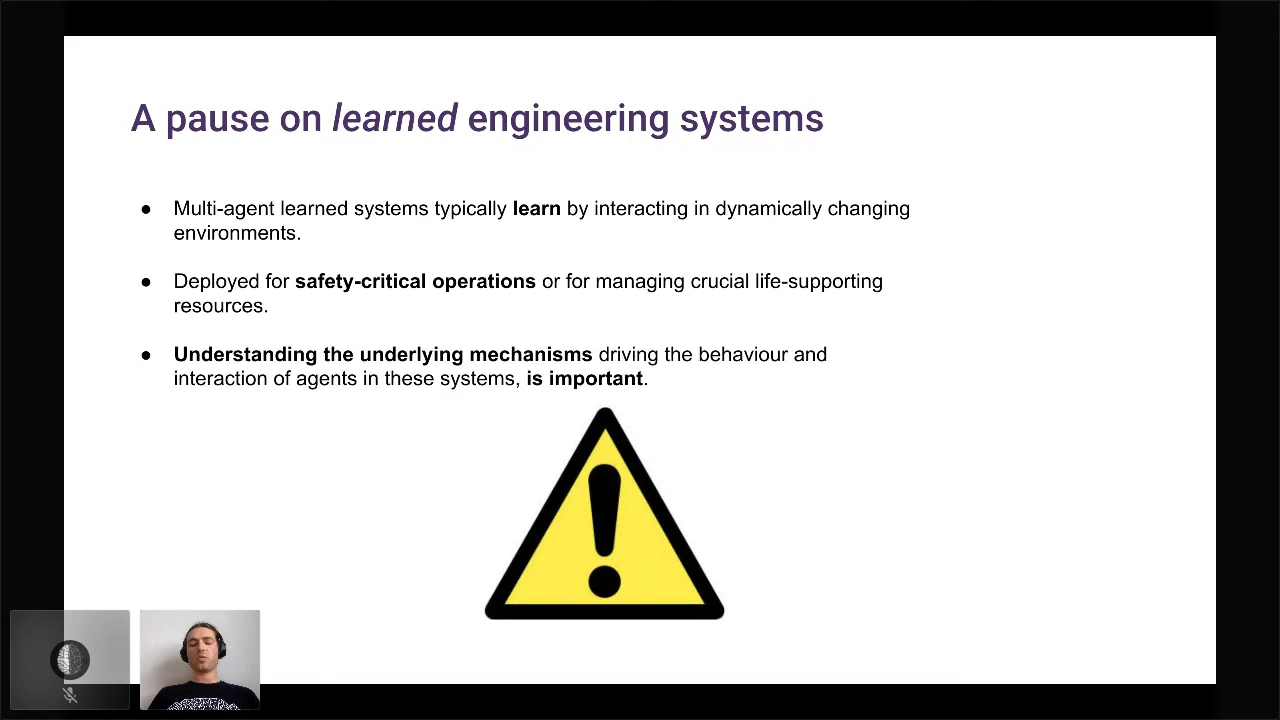 A pause on learned engineering systems
● Multi-agent learned systems typically learn by interacting in dynamically changing
environments.
● Deployed for safety-critical operations or for managing crucial life-supporting
resources.
● Understanding the underlying mechanisms driving the behaviour and
interaction of agents in these systems, is important.